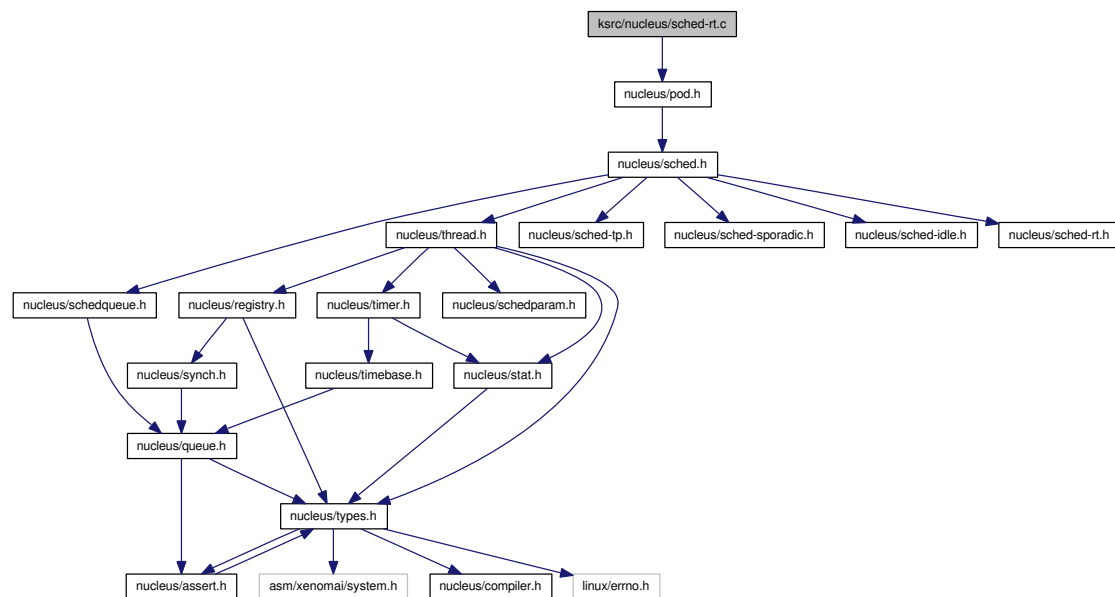 ksrc/nucleus/sched-rt.c
nucleus/pod.h
nucleus/sched.h
nucleus/thread.h
nucleus/sched-tp.h
nucleus/sched-sporadic.h
nucleus/sched-idle.h
nucleus/sched-rt.h
nucleus/schedqueue.h
nucleus/registry.h
nucleus/timer.h
nucleus/schedparam.h
nucleus/synch.h
nucleus/timebase.h
nucleus/stat.h
nucleus/queue.h
nucleus/types.h
nucleus/assert.h
asm/xenomai/system.h
nucleus/compiler.h
linux/errno.h